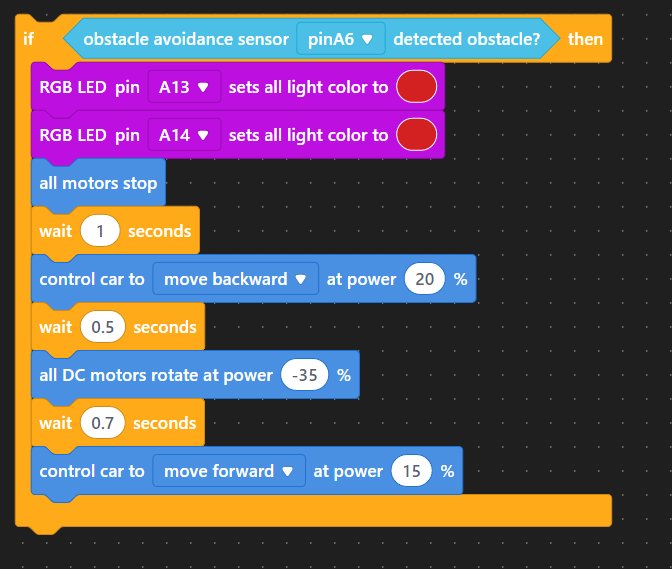 if obstacle avoidance sensor pinA6 detected obstacle? then
RGB LED pin A13 sets all light color to
RGB LED pin A14 sets all light color to
all motors stop
wait 1 seconds
control car to move backward at power 20 %
wait 0.5 seconds
all DC motors rotate at power -35 %
wait 0.7 seconds
control car to move forward at power 15 %